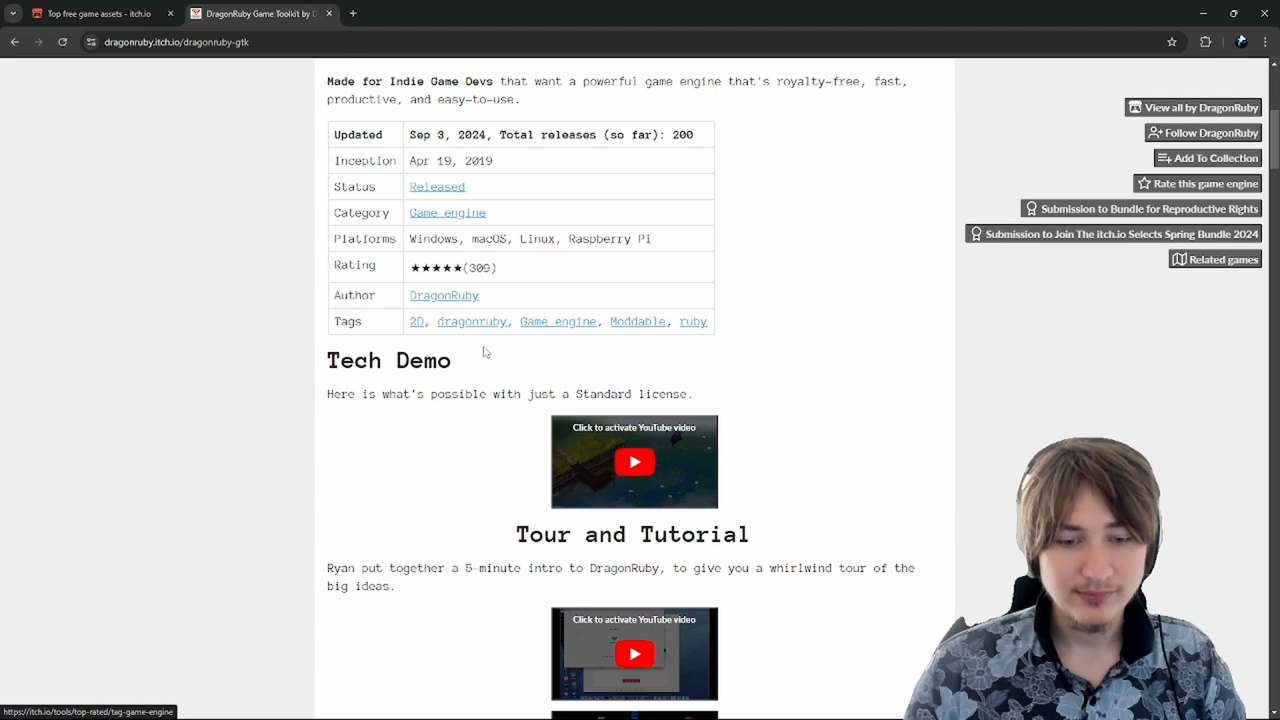 Top free game assets - itch.io
DragonRuby Game Toolkit by D
dragonruby.itch.io/dragonruby-gtk
Made for Indie Game Devs that want a powerful game engine that's royalty-free, fast,
productive, and easy-to-use.
Updated Sep 3, 2024, Total releases (so far): 200
Inception Apr 19, 2019
Status Released
Category Game engine
Platforms Windows, macOS, Linux, Raspberry Pi
Rating ★★★★★(309)
Author DragonRuby
Tags 2D, dragonruby, Game engine, Moddable, ruby
Tech Demo
Here is what's possible with just a Standard license.
Click to activate YouTube video
Tour and Tutorial
Ryan put together a 5-minute intro to DragonRuby, to give you a whirlwind tour of the
big ideas.
Click to activate YouTube video
View all by DragonRuby
Follow DragonRuby
Add To Collection
Rate this game engine
Submission to Bundle for Reproductive Rights
Submission to Join The itch.io Selects Spring Bundle 2024
Related games
https://itch.io/tools/top-rated/tag-game-engine